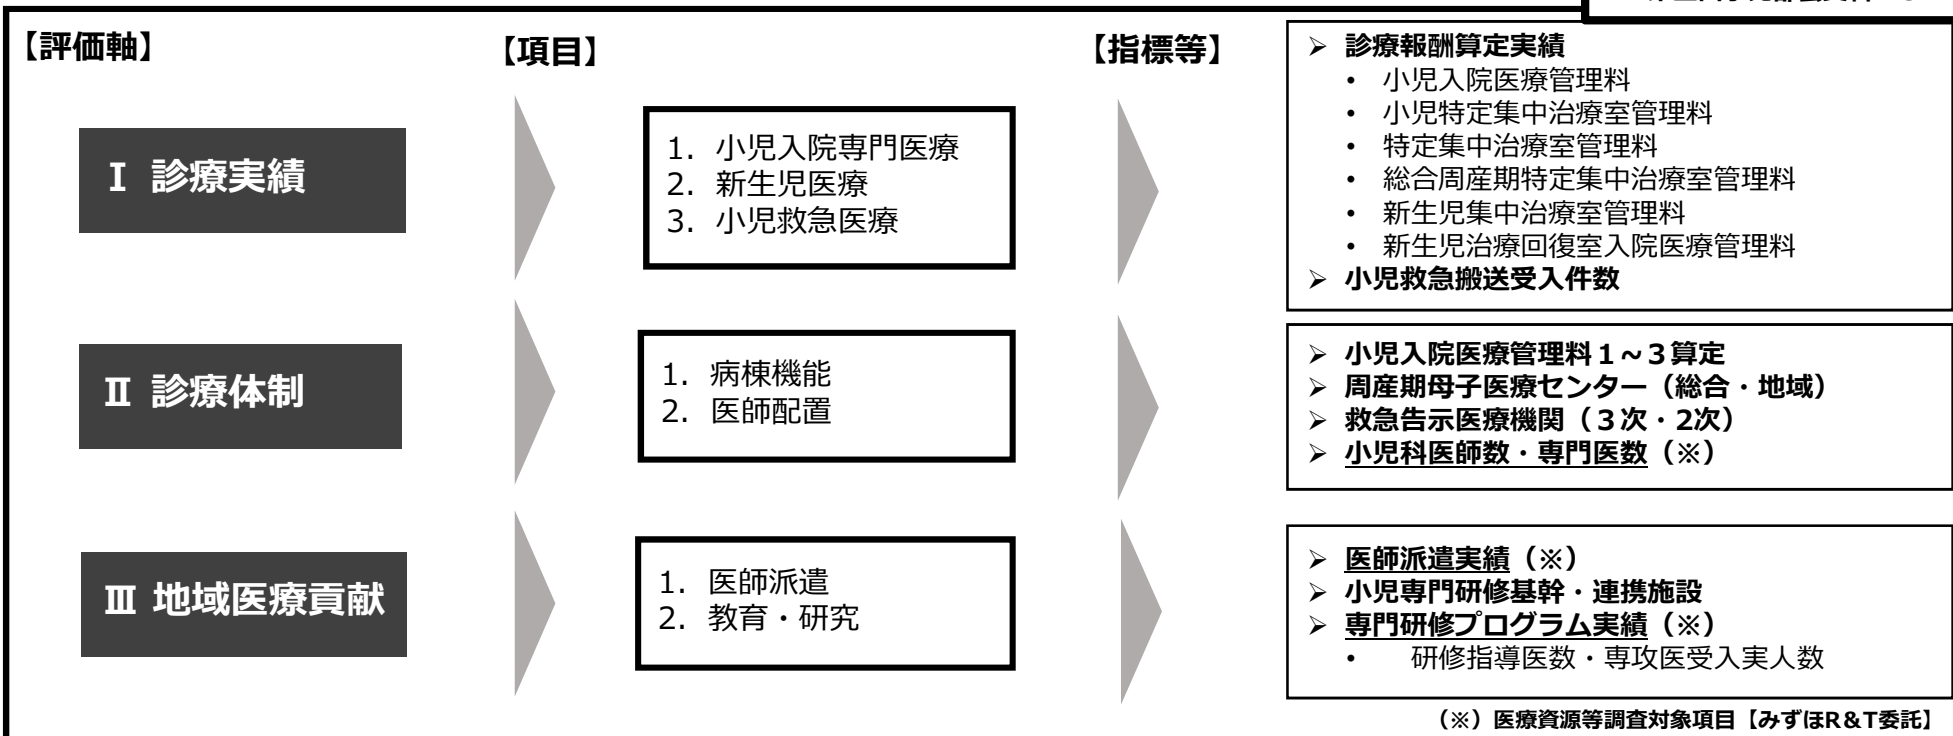 【評価軸】
【項目】
【指標等】
Ⅰ 診療実績
1. 小児入院専門医療
2. 新生児医療
3. 小児救急医療
➢ 診療報酬算定実績
• 小児入院医療管理料
• 小児特定集中治療室管理料
• 特定集中治療室管理料
• 総合周産期特定集中治療室管理料
• 新生児集中治療室管理料
• 新生児治療回復室入院医療管理料
➢ 小児救急搬送受入件数
Ⅱ 診療体制
1. 病棟機能
2. 医師配置
➢ 小児入院医療管理料１～３算定
➢ 周産期母子医療センター（総合・地域）
➢ 救急告示医療機関（３次・2次）
➢ 小児科医師数・専門医数（※）
Ⅲ 地域医療貢献
1. 医師派遣
2. 教育・研究
➢ 医師派遣実績（※）
➢ 小児専門研修基幹・連携施設
➢ 専門研修プログラム実績（※）
• 研修指導医数・専攻医受入実人数
（※）医療資源等調査対象項目【みずほR＆T委託】